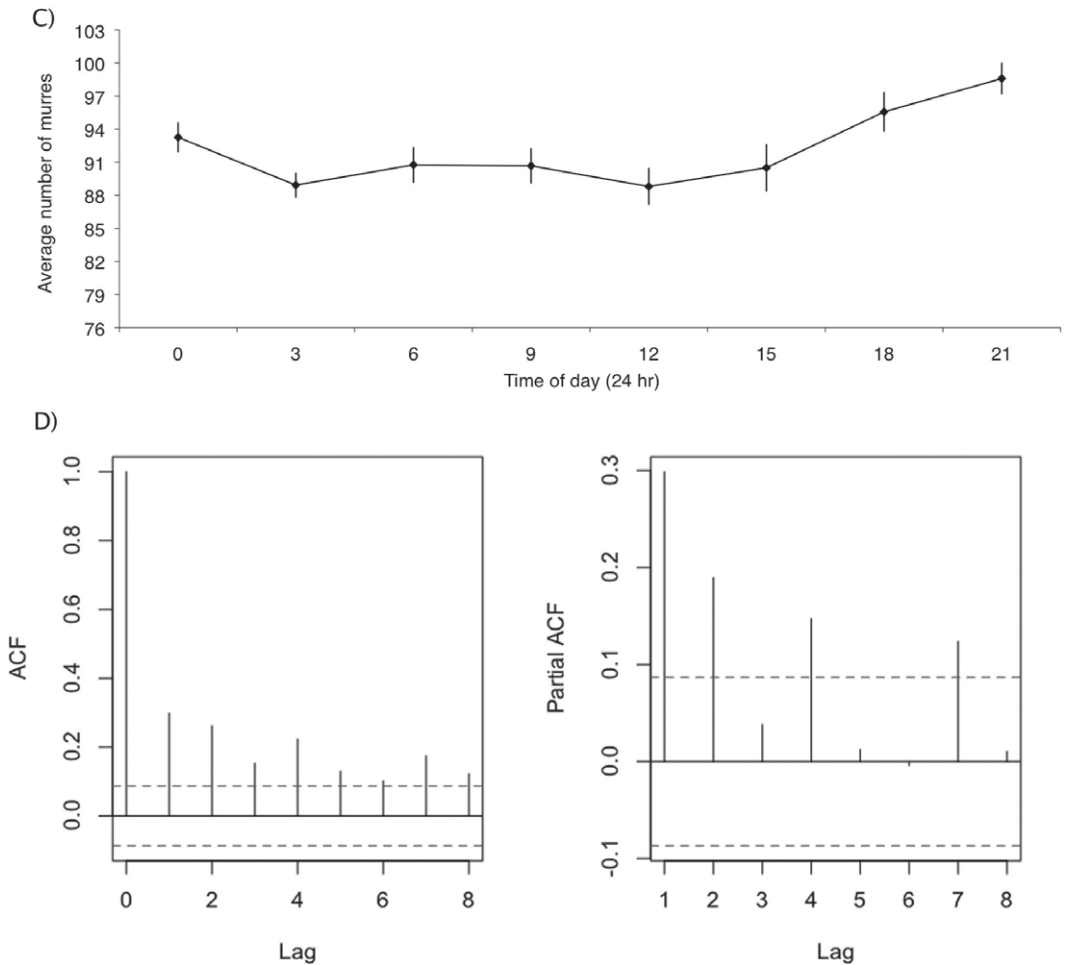 C)
Average number of murres
103
100
97
94
91
88
85
82
79
76
0 3 6 9 12 15 18 21
Time of day (24 hr)
D)
ACF
1.0
0.8
0.6
0.4
0.2
0.0
0 2 4 6 8
Lag
Partial ACF
0.3
0.2
0.1
0.0
-0.1
1 2 3 4 5 6 7 8
Lag